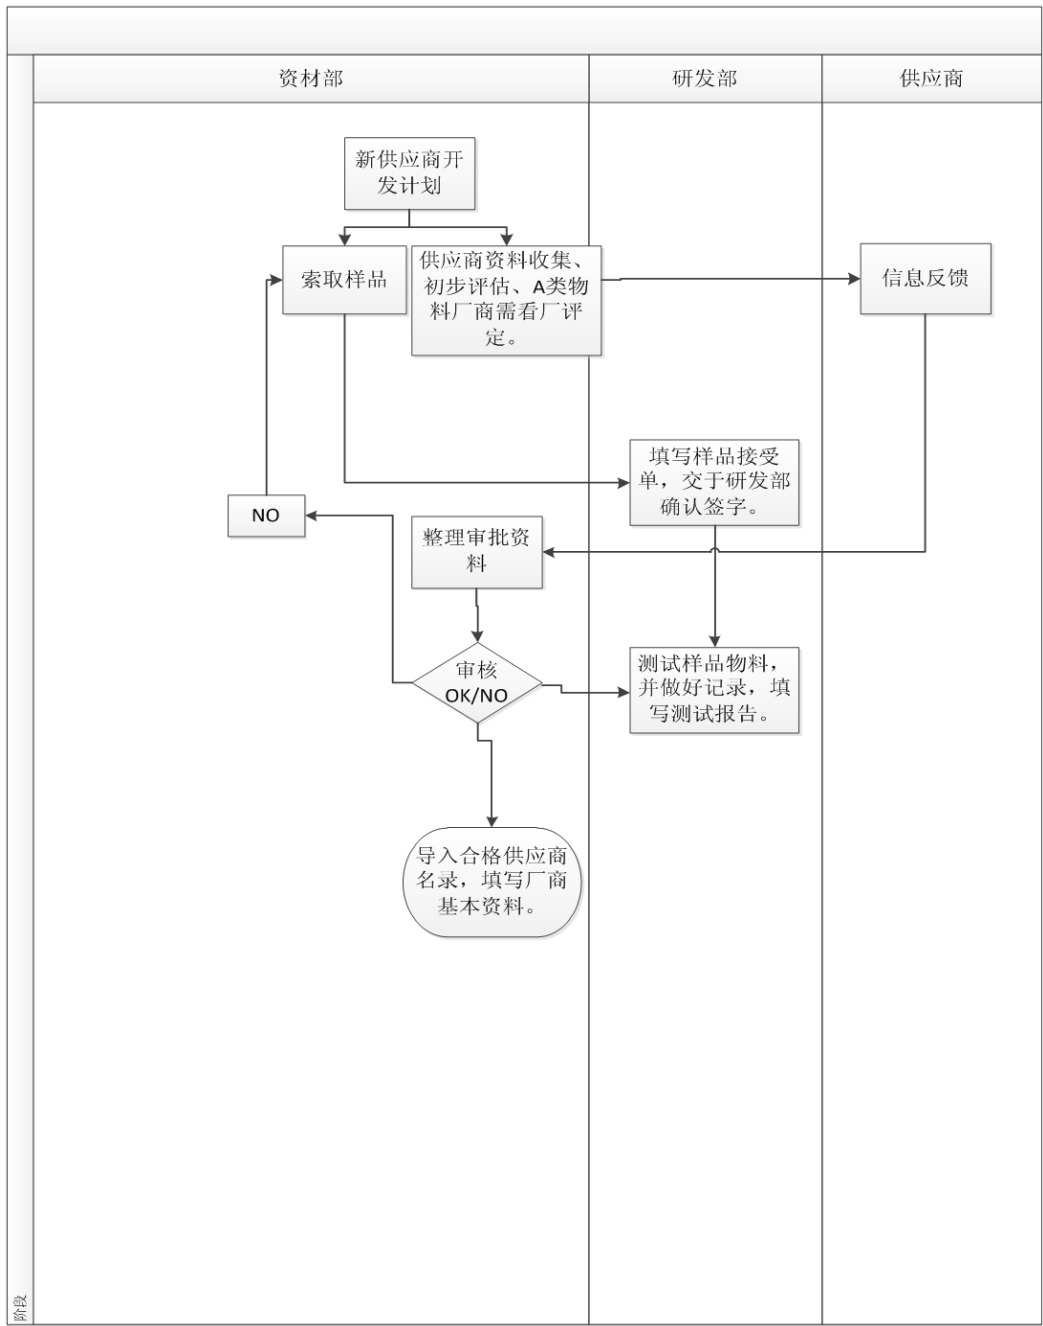 资材部
研发部
供应商
新供应商开
发计划
索取样品
供应商资料收集、
初步评估、A类物
料厂商需看厂评
定。
信息反馈
填写样品接受
单，交于研发部
确认签字。
NO
整理审批资
料
审核
OK/NO
测试样品物料，
并做好记录，填
写测试报告。
导入合格供应商
名录，填写厂商
基本资料。
阶段